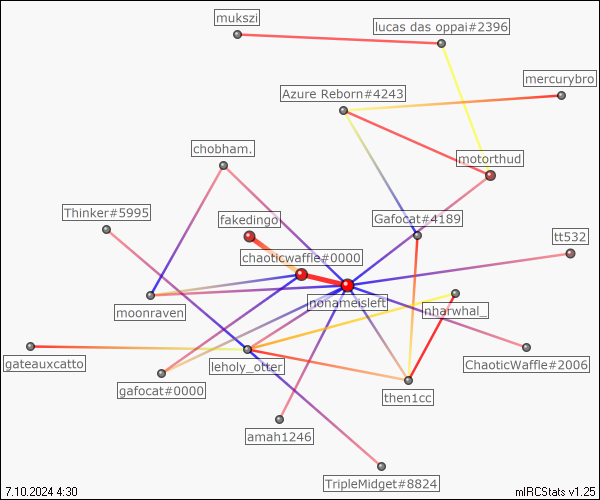 mukszi
lucas das oppai#2396
mercurybro
Azure Reborn#4243
chobham.
motorthud
Thinker#5995
fakedingo
Gafocat#4189
tt532
chaoticwaffle#0000
nonameisleft
nharwhal_
moonraven
gateauxcatto
leholy_otter
ChaoticWaffle#2006
gafocat#0000
then1cc
amah1246
TripleMidget#8824
7.10.2024 4:30
mIRCStats v1.25